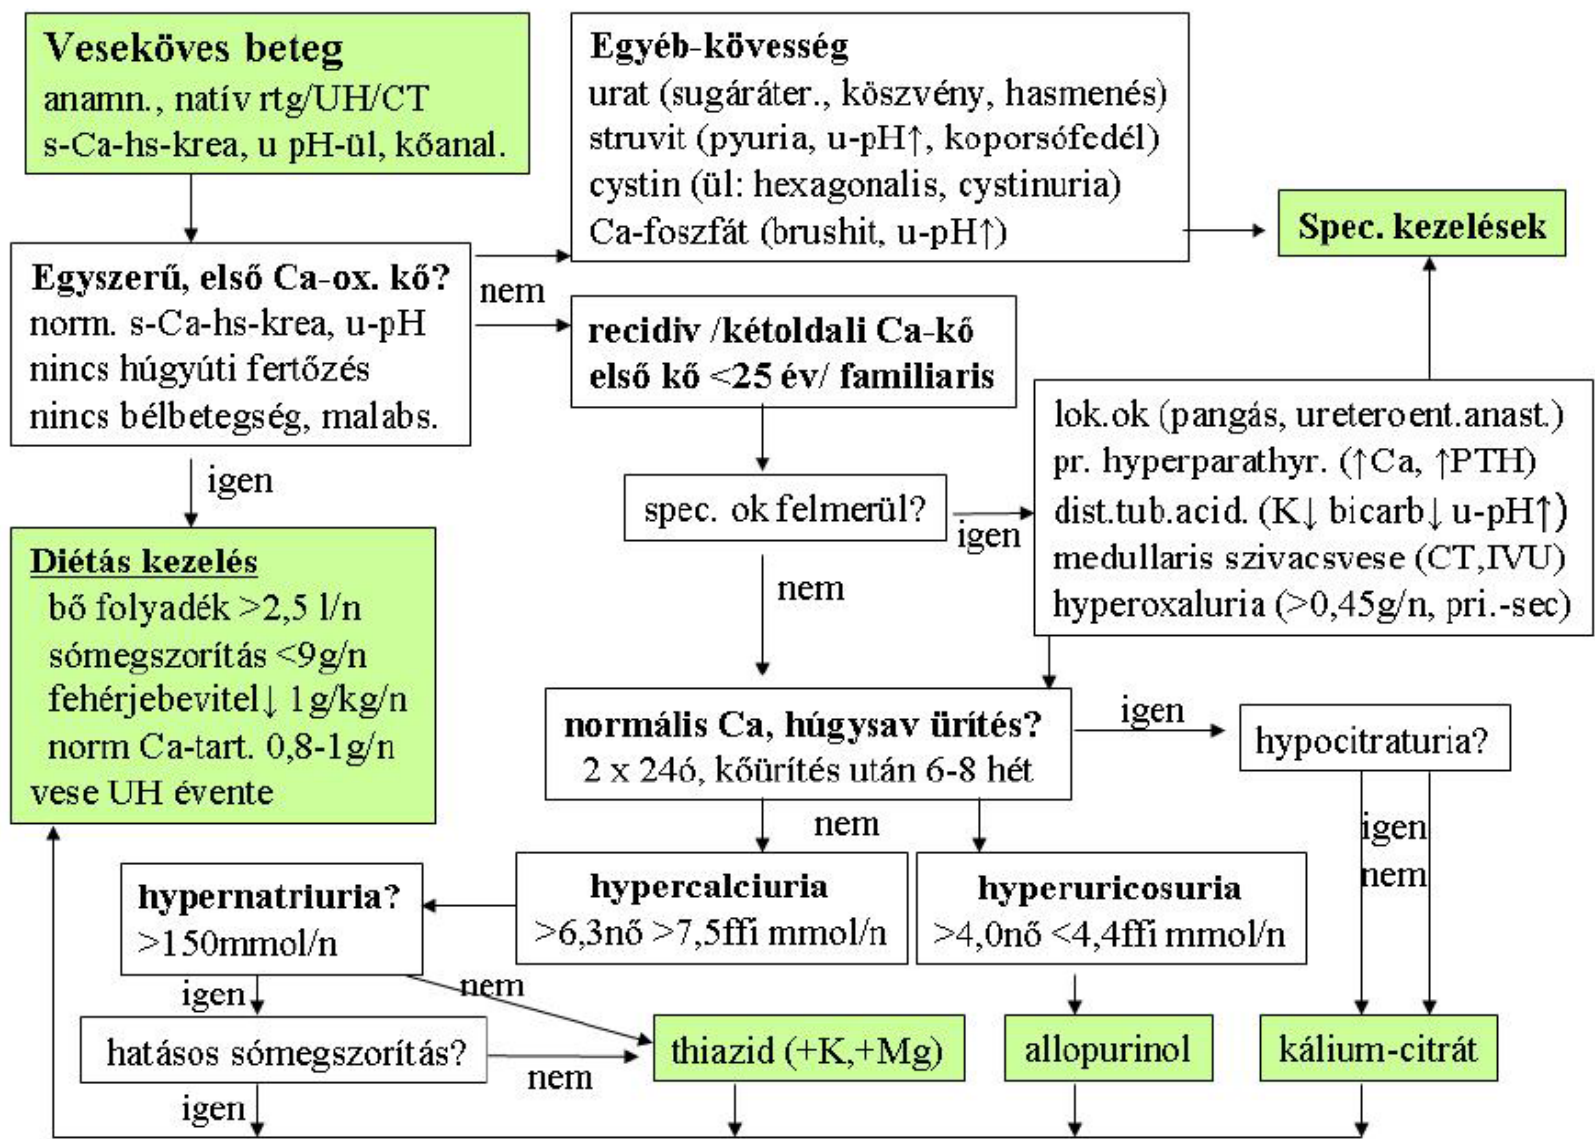 Veseköves beteg
anamn., natív rtg/UH/CT
s-Ca-hs-krea, u pH-ül, kőanal.
Egyéb-kövesség
urat (sugáráter., köszvény, hasmenés)
struvit (pyuria, u-pH↑, koporsófedél)
cystin (ül: hexagonalis, cystinuria)
Ca-foszfát (brushit, u-pH↑)
Spec. kezelések
Egyszerű, első Ca-ox. kő?
norm. s-Ca-hs-krea, u-pH
nincs húgyúti fertőzés
nincs bélbetegség, malabs.
nem
recidiv /kétoldali Ca-kő
első kő <25 év/ familiaris
igen
spec. ok felmerül?
igen
nem
lok.ok (pangás, ureteroent.anast.)
pr. hyperparathyr. (↑Ca, ↑PTH)
dist.tub.acid. (K↓ bicarb↓ u-pH↑)
medullaris szivacsvese (CT,IVU)
hyperoxaluria (>0,45g/n, pri.-sec)
Diétás kezelés
bő folyadék >2,5 l/n
sómegszorítás <9g/n
fehérjebevitel↓ 1g/kg/n
norm Ca-tart. 0,8-1g/n
vese UH évente
normális Ca, húgysav ürítés?
2 x 24ó, kőürítés után 6-8 hét
igen
hypocitraturia?
nem
igen
nem
hypernatriuria?
>150mmol/n
hypercalciuria
>6,3nő >7,5ffi mmol/n
hyperuricosuria
>4,0nő <4,4ffi mmol/n
igen
nem
hatásos sómegszorítás?
nem
igen
thiazid (+K,+Mg)
allopurinol
kálium-citrát